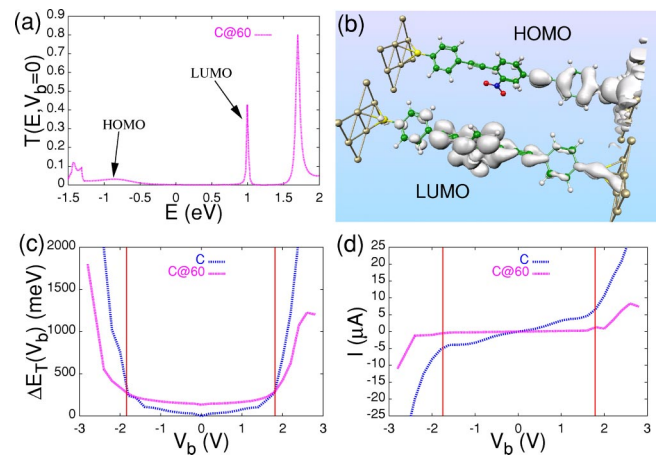 (a)
C@60
T(E,V_b=0)
0.9
0.8
0.7
0.6
0.5
0.4
0.3
0.2
0.1
0
LUMO
HOMO
-1.5 -1 -0.5 0 0.5 1 1.5 2
E (eV)
(b)
HOMO
LUMO
(c)
C
C@60
ΔE_T(V_b) (meV)
2000
1500
1000
500
0
-3 -2 -1 0 1 2 3
V_b (V)
(d)
C
C@60
I (μA)
25
20
15
10
5
0
-5
-10
-15
-20
-25
-3 -2 -1 0 1 2 3
V_b (V)